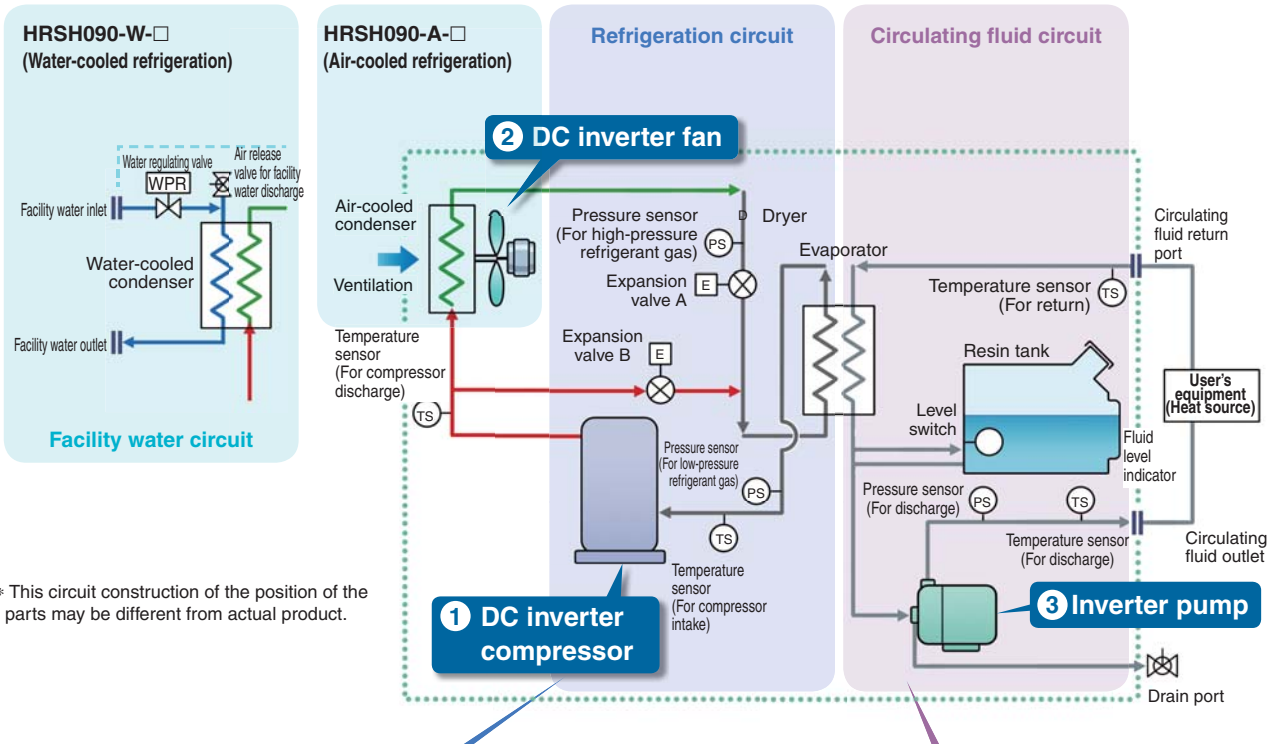 HRSH090-W-□
(Water-cooled refrigeration)
Water regulating valve
WPR
Air release
valve for facility
water discharge
Facility water inlet
Water-cooled
condenser
Facility water outlet
Facility water circuit
HRSH090-A-□
(Air-cooled refrigeration)
② DC inverter fan
Air-cooled
condenser
Ventilation
Temperature
sensor
(For compressor
discharge)
TS
Refrigeration circuit
D
Dryer
Pressure sensor
(For high-pressure
refrigerant gas)
PS
Evaporator
Expansion
valve A
E
Expansion
valve B
E
Pressure sensor
(For low-pressure
refrigerant gas)
PS
TS
Temperature
sensor
(For compressor
intake)
① DC inverter
compressor
Circulating fluid circuit
Circulating
fluid return
port
Temperature sensor
(For return)
TS
Resin tank
Level
switch
Fluid
level
indicator
User's
equipment
(Heat source)
Pressure sensor
(For discharge)
PS
TS
Temperature sensor
(For discharge)
Circulating
fluid outlet
③ Inverter pump
Drain port
* This circuit construction of the position of the
parts may be different from actual product.